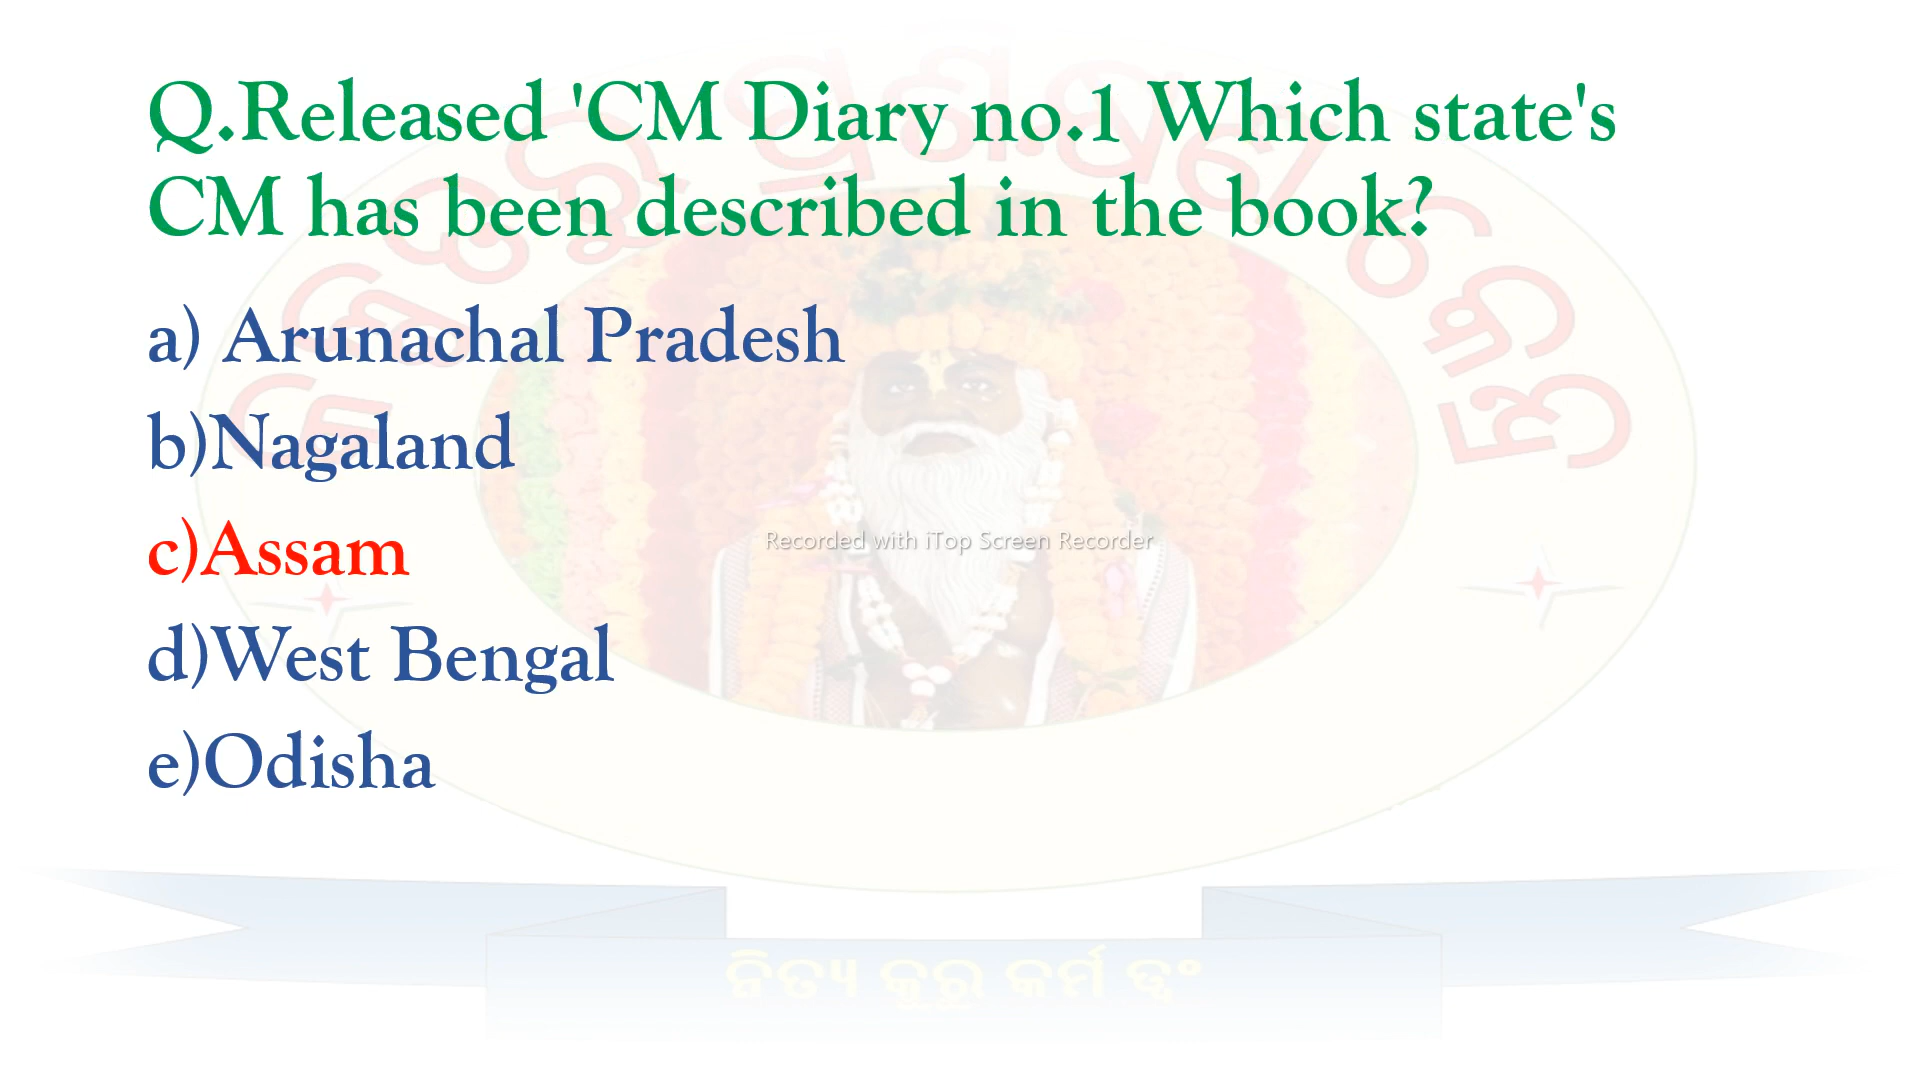 Q.Released 'CM Diary no.1 Which state's
CM has been described in the book?
a) Arunachal Pradesh
b)Nagaland
c)Assam
Recorded with iTop Screen Recorder
d)West Bengal
e)Odisha
ନିତ୍ୟ କୁରୁ କର୍ମ ତ୍ୱଂ